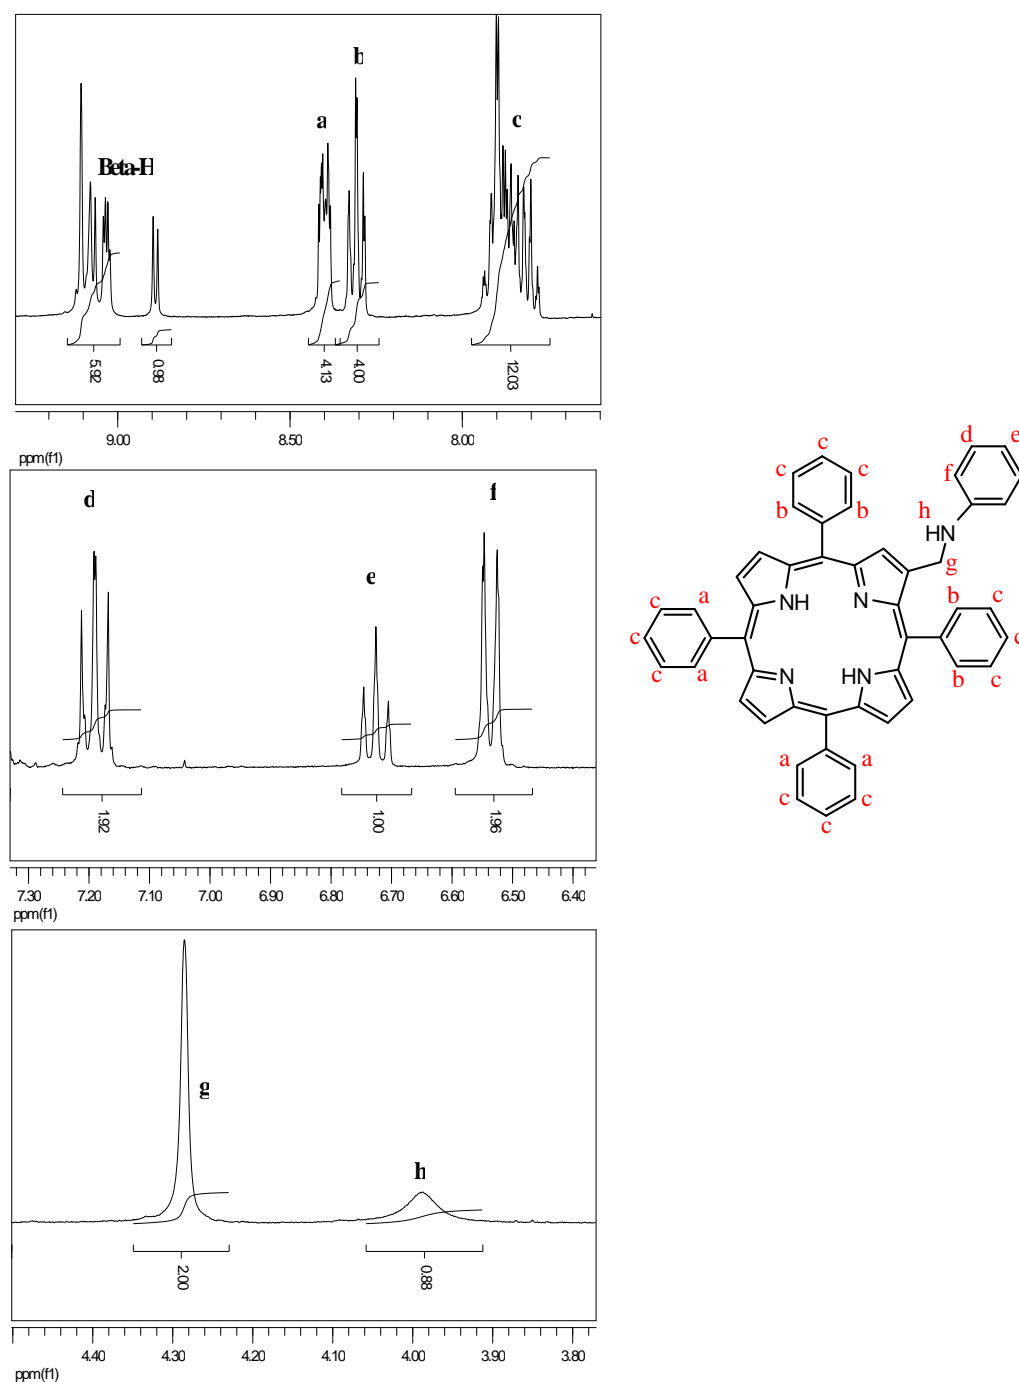 b
a
c
Beta-H
5.92
0.98
4.13
4.00
12.03
9.00
8.50
8.00
ppm (f1)
d
e
f
1.92
1.00
1.96
7.30
7.20
7.10
7.00
6.90
6.80
6.70
6.60
6.50
6.40
ppm (f1)
g
h
2.00
0.88
4.40
4.30
4.20
4.10
4.00
3.90
3.80
ppm (f1)
d
e
c
c
c
f
h
b
b
HN
g
NH
N
c
a
b
c
c
c
c
a
N
HN
b
c
a
a
c
c
c